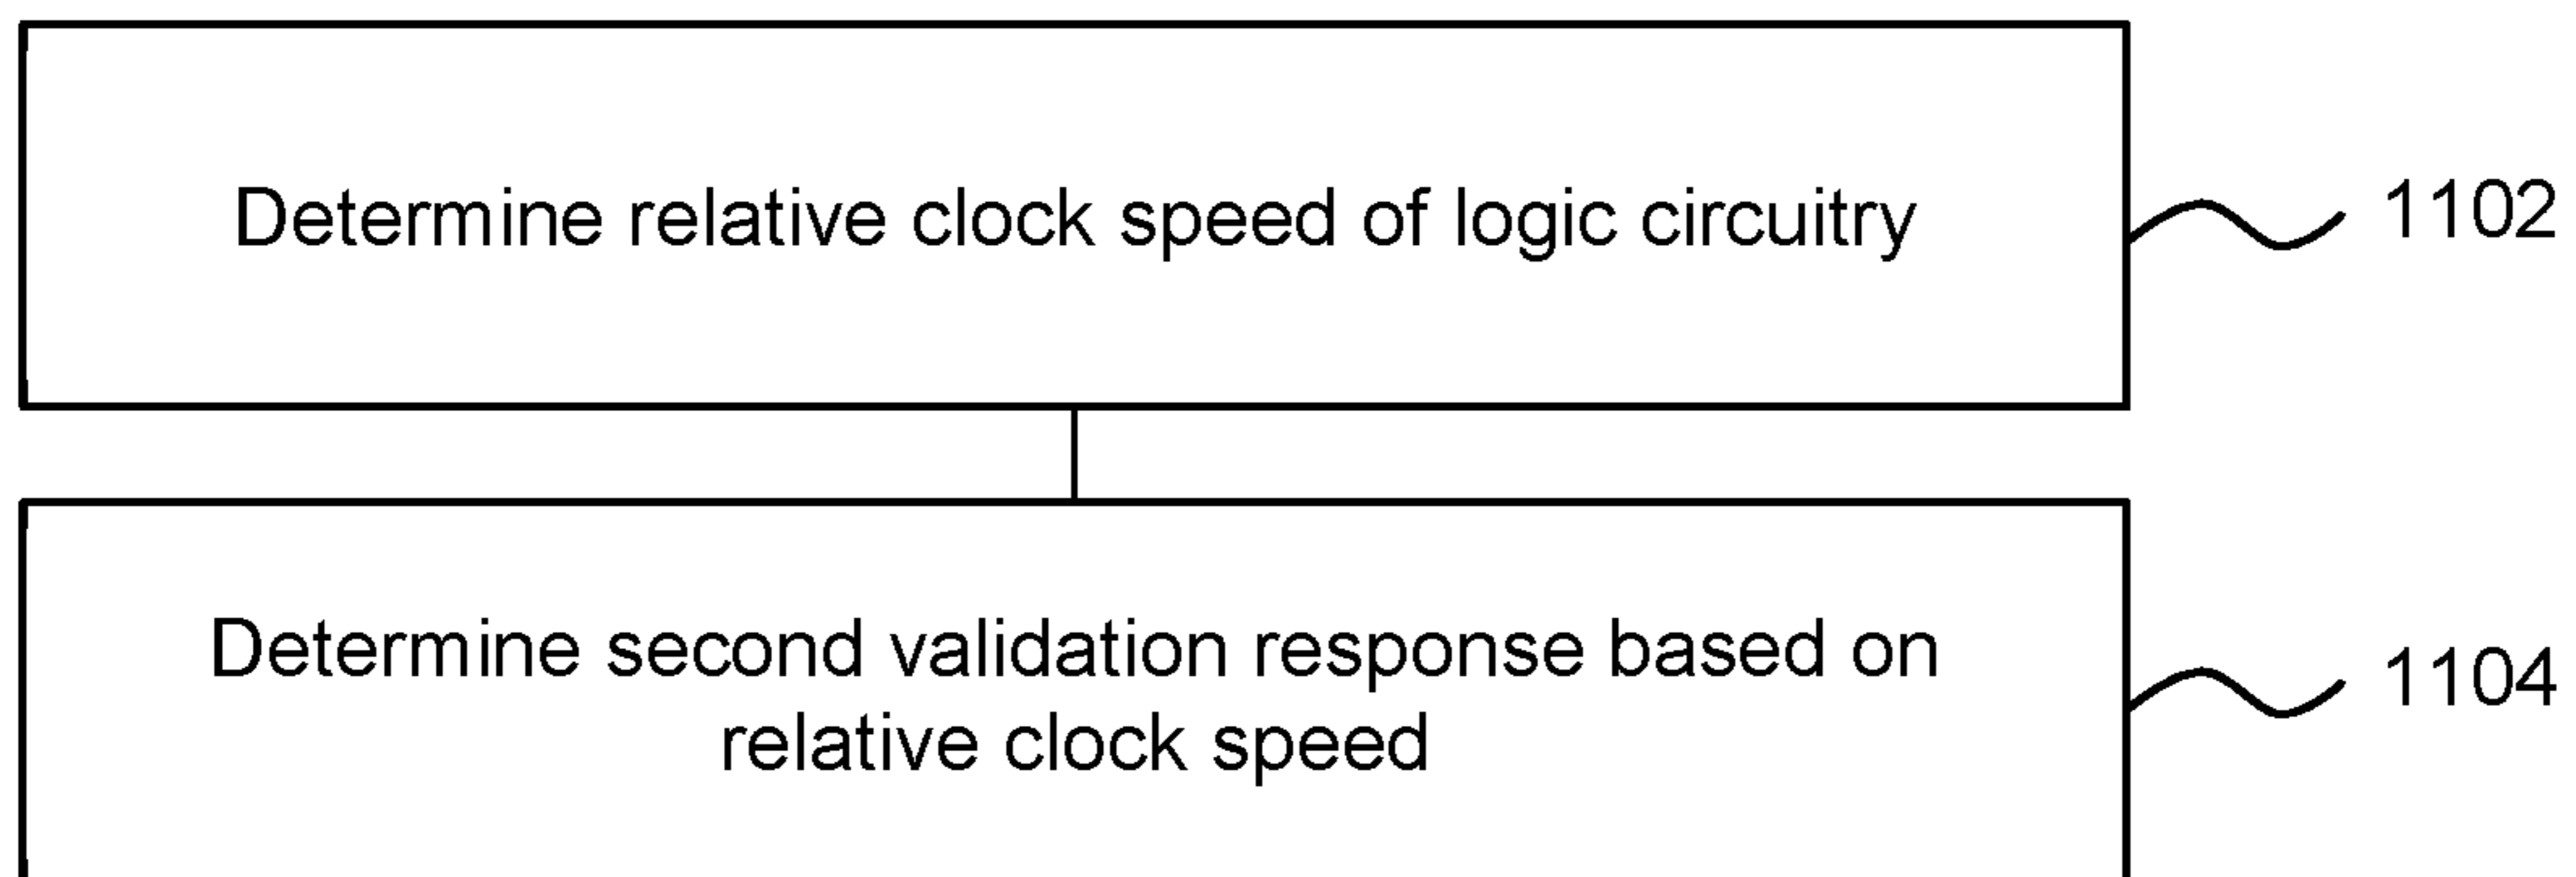 Determine relative clock speed of logic circuitry
1102
Determine second validation response based on
relative clock speed
1104